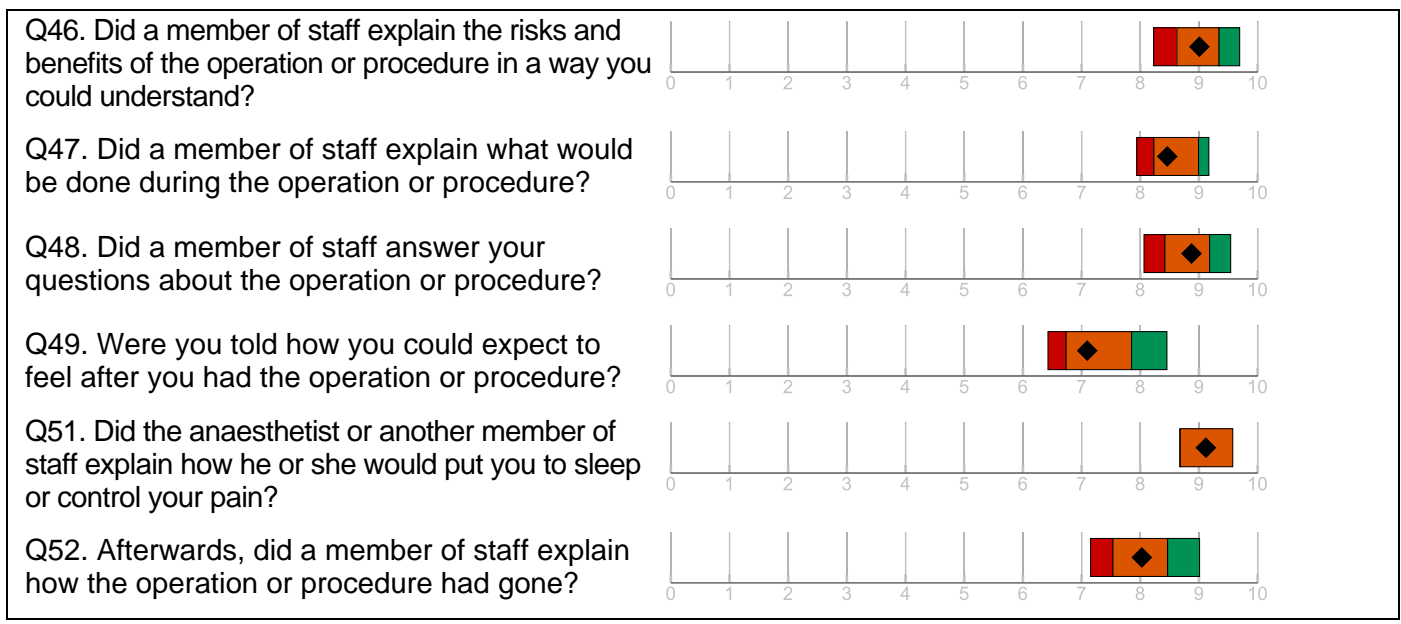 Q46. Did a member of staff explain the risks and
benefits of the operation or procedure in a way you
could understand?
0 1 2 3 4 5 6 7 8 9 10
Q47. Did a member of staff explain what would
be done during the operation or procedure?
0 1 2 3 4 5 6 7 8 9 10
Q48. Did a member of staff answer your
questions about the operation or procedure?
0 1 2 3 4 5 6 7 8 9 10
Q49. Were you told how you could expect to
feel after you had the operation or procedure?
0 1 2 3 4 5 6 7 8 9 10
Q51. Did the anaesthetist or another member of
staff explain how he or she would put you to sleep
or control your pain?
0 1 2 3 4 5 6 7 8 9 10
Q52. Afterwards, did a member of staff explain
how the operation or procedure had gone?
0 1 2 3 4 5 6 7 8 9 10